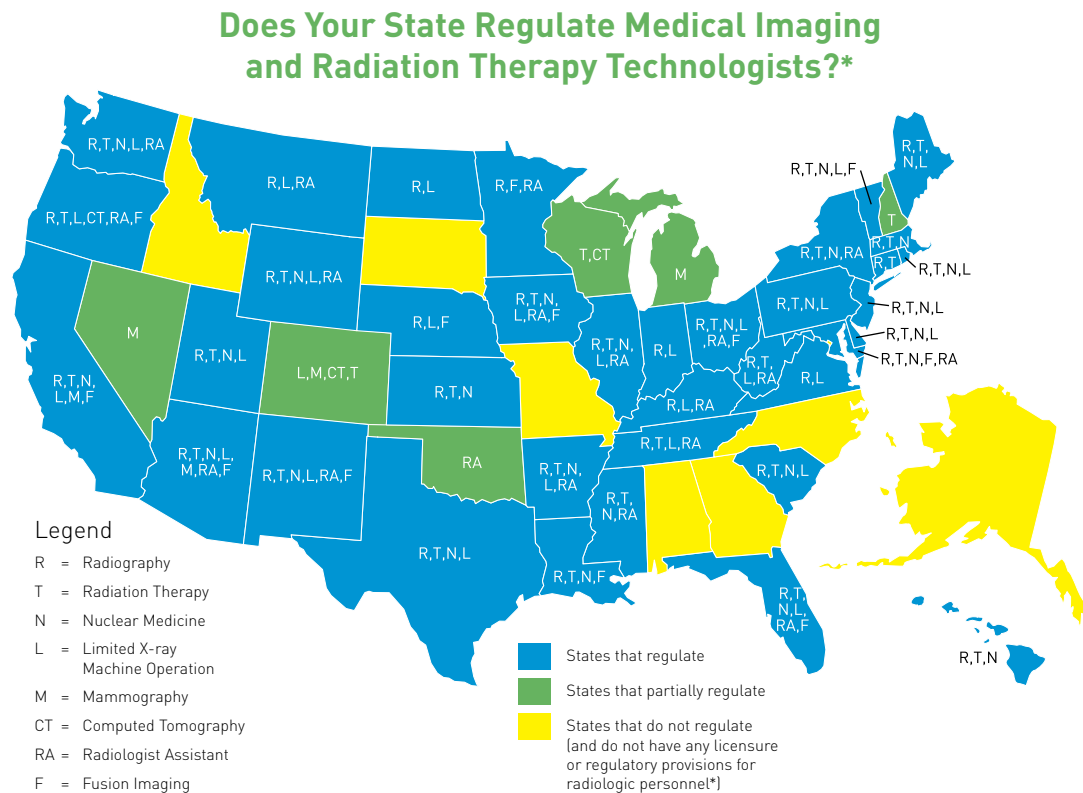 Does Your State Regulate Medical Imaging
and Radiation Therapy Technologists?*
R,T,N,L,RA
R,L,RA
R,L
R,F,RA
R,T,N,L,F
R,T,
N,L
R,T,L,CT,RA,F
T,CT
M
T
R,T,N,RA
R,T,N
R,T
R,T,N,L
R,T,N,L,RA
R,L,F
R,T,N,
L,RA,F
R,T,N,L
R,T,N,L
R,T,N,L
R,T,N,F,RA
M
R,T,N,L
L,M,CT,T
R,T,N
R,T,N,
L,RA
R,L
R,T,N,L
,RA,F
R,T,
L,RA
R,L
R,T,N,
L,M,F
R,L,RA
R,T,L,RA
R,T,N,L,
M,RA,F
R,T,N,L,RA,F
RA
R,T,N,
L,RA
R,T,
N,RA
R,T,N,L
R,T,N,L
R,T,N,F
R,T,
N,L,
RA,F
R,T,N
Legend
R = Radiography
T = Radiation Therapy
N = Nuclear Medicine
L = Limited X-ray
Machine Operation
M = Mammography
CT = Computed Tomography
RA = Radiologist Assistant
F = Fusion Imaging
States that regulate
States that partially regulate
States that do not regulate
(and do not have any licensure
or regulatory provisions for
radiologic personnel*)